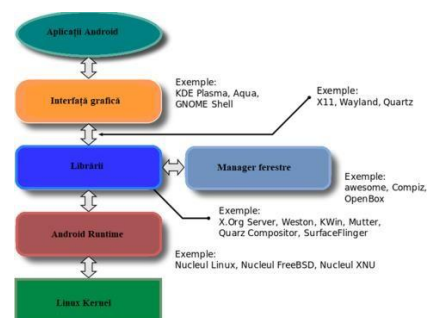 Aplicații Android
Exemple:
KDE Plasma, Aqua,
GNOME Shell
Interfață grafică
Exemple:
X11, Wayland, Quartz
Librării
Manager ferestre
Exemple:
awesome, Compiz,
OpenBox
Exemple:
X.Org Server, Weston, KWin, Mutter,
Quarz Compositor, SurfaceFlinger
Android Runtime
Exemple:
Nucleul Linux, Nucleul FreeBSD, Nucleul XNU
Linux Kernel